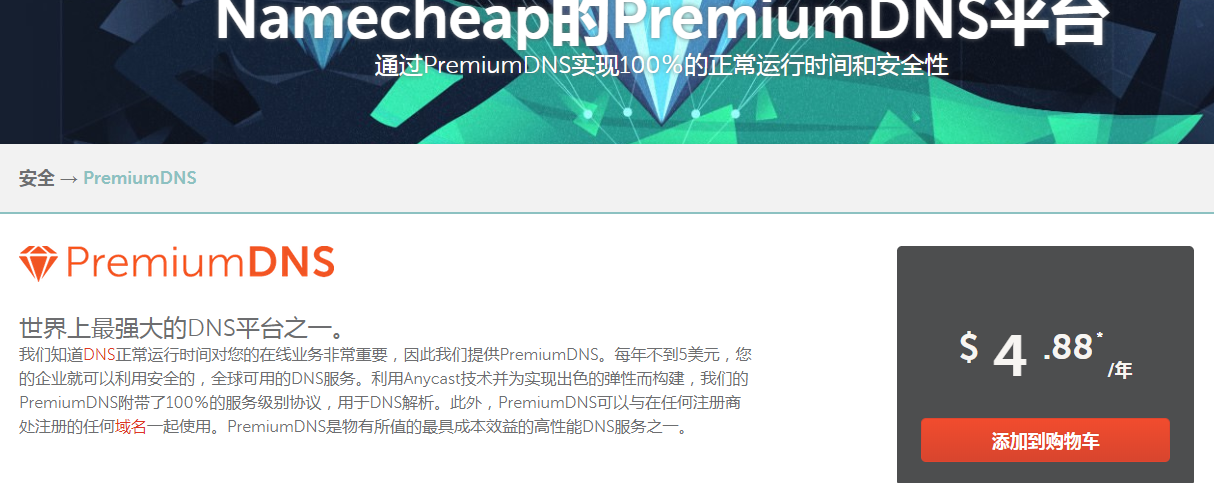 Namecheap的PremiumDNS平台
通过PremiumDNS实现100％的正常运行时间和安全性
安全 → PremiumDNS
PremiumDNS
世界上最强大的DNS平台之一。
我们知道DNS正常运行时间对您的在线业务非常重要，因此我们提供PremiumDNS。每年不到5美元，您
的企业就可以利用安全的，全球可用的DNS服务。利用Anycast技术并为实现出色的弹性而构建，我们的
PremiumDNS附带了100％的服务级别协议，用于DNS解析。此外，PremiumDNS可以与在任何注册商
处注册的任何域名一起使用。PremiumDNS是物有所值的最具成本效益的高性能DNS服务之一。
$ 4 .88* /年
添加到购物车